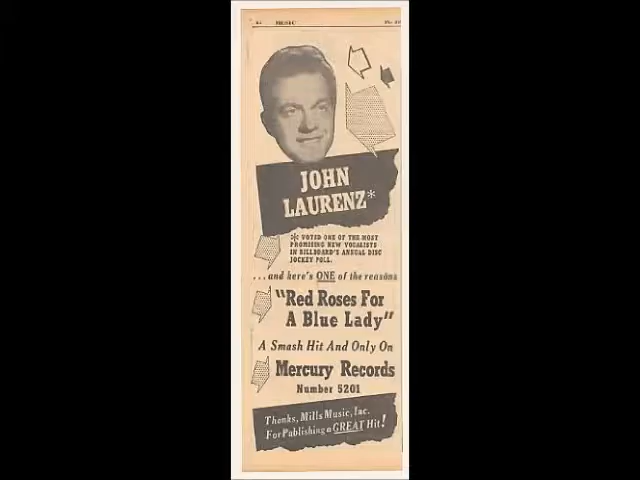 MUSIC
JOHN
LAURENZ*
* VOTED ONE OF THE MOST
PROMISING NEW VOCALISTS
IN BILLBOARD'S ANNUAL DISC
JOCKEY POLL.
...and here's ONE of the reasons
"Red Roses For
A Blue Lady"
A Smash Hit And Only On
Mercury Records
Number 5201
Thanks, Mills Music, Inc.
For Publishing a GREAT Hit!